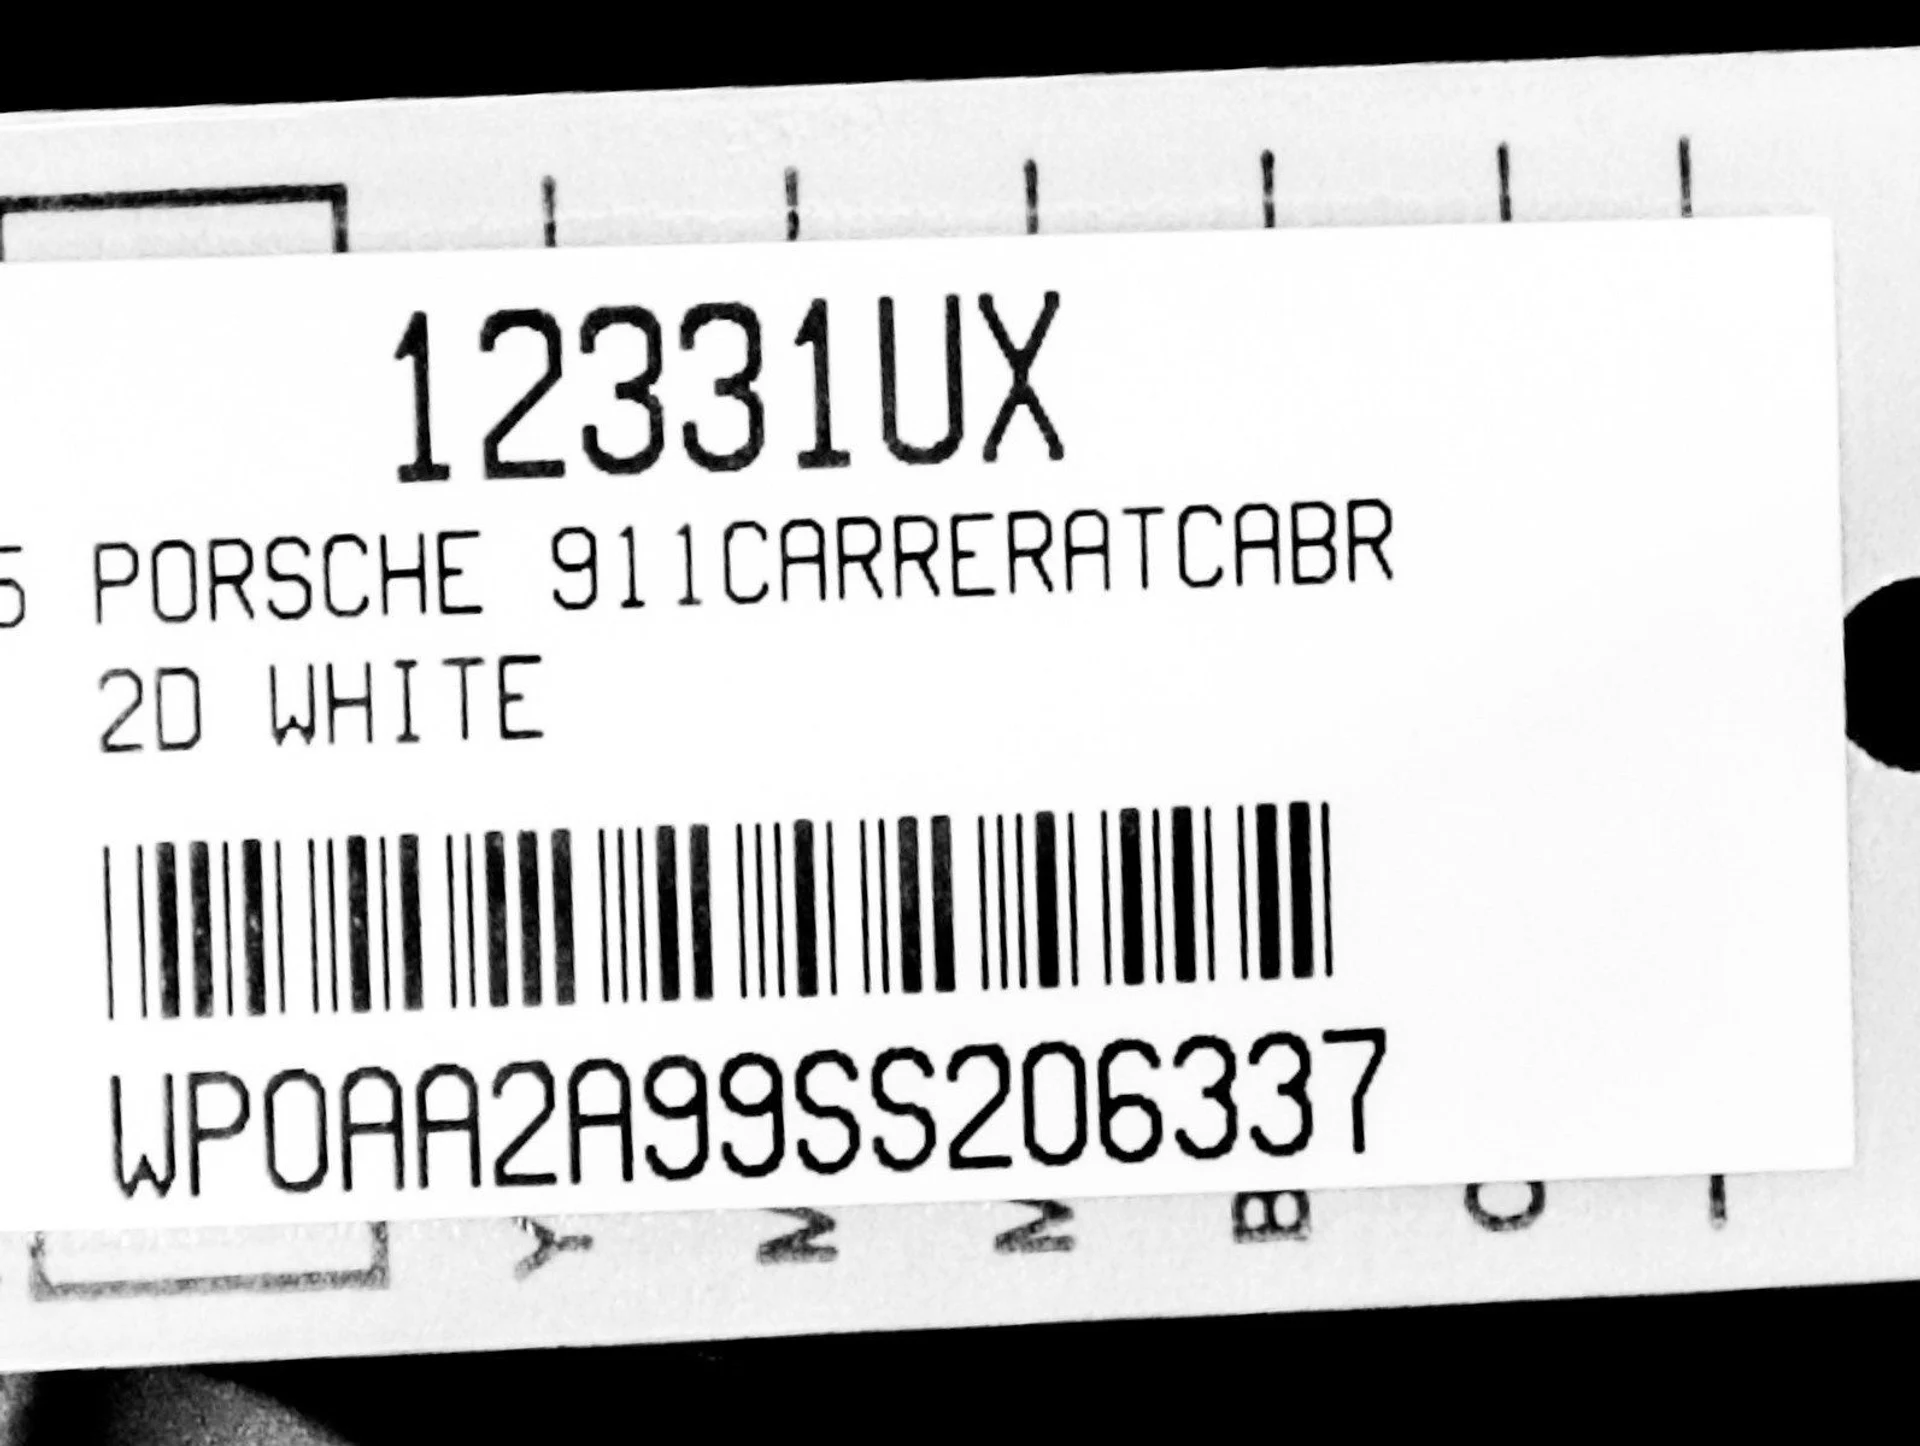 12331UX
5 PORSCHE 911CARRERATCABR
2D WHITE
WP0AA2A99SS206337
Y M M B C I